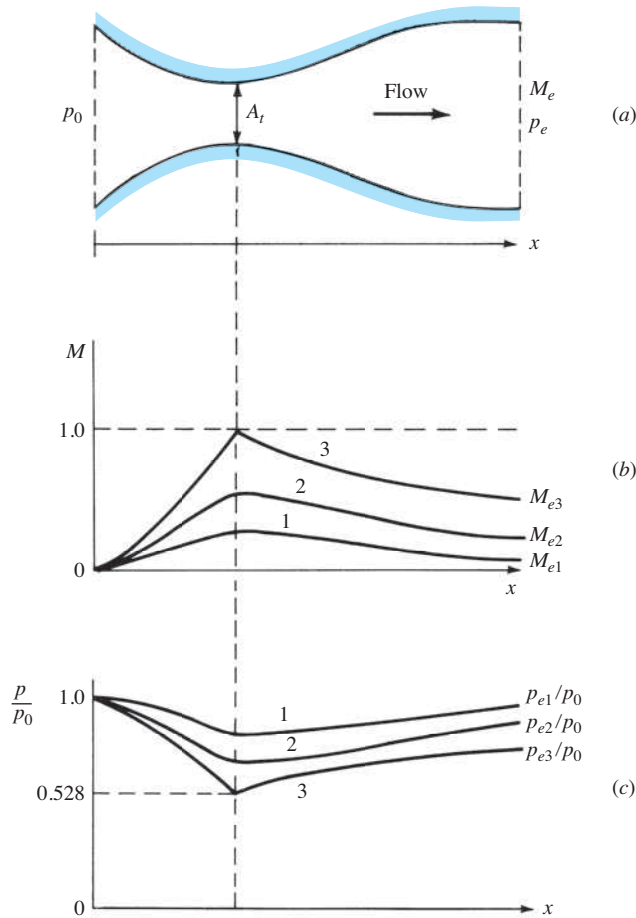 p₀
Aₜ
Flow
Mₑ
pₑ
(a)
x
M
1.0
3
2
1
(b)
Mₑ₃
Mₑ₂
Mₑ₁
0
x
p/p₀
1.0
1
2
3
pₑ₁/p₀
pₑ₂/p₀
pₑ₃/p₀
0.528
(c)
0
x